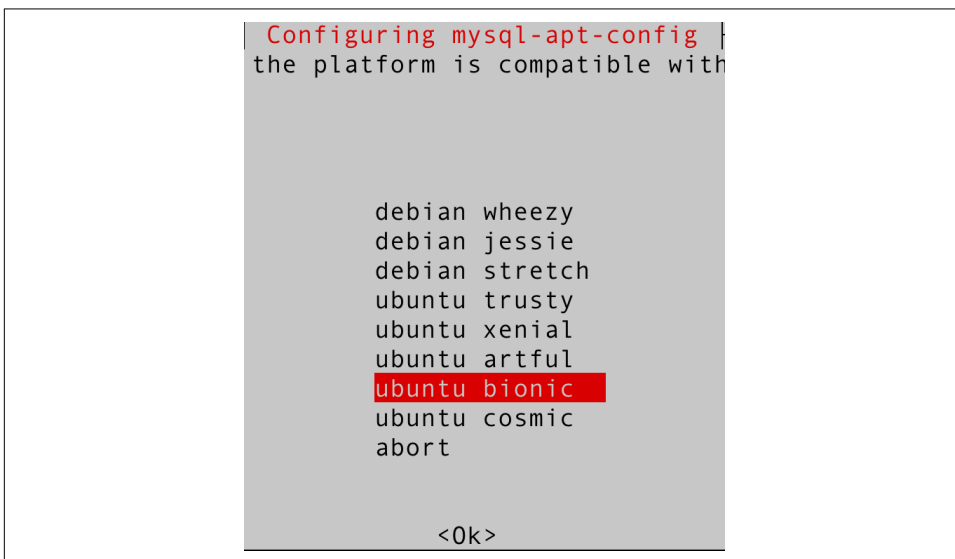 Configuring mysql-apt-config
the platform is compatible with
debian wheezy
debian jessie
debian stretch
ubuntu trusty
ubuntu xenial
ubuntu artful
ubuntu bionic
ubuntu cosmic
abort
<Ok>